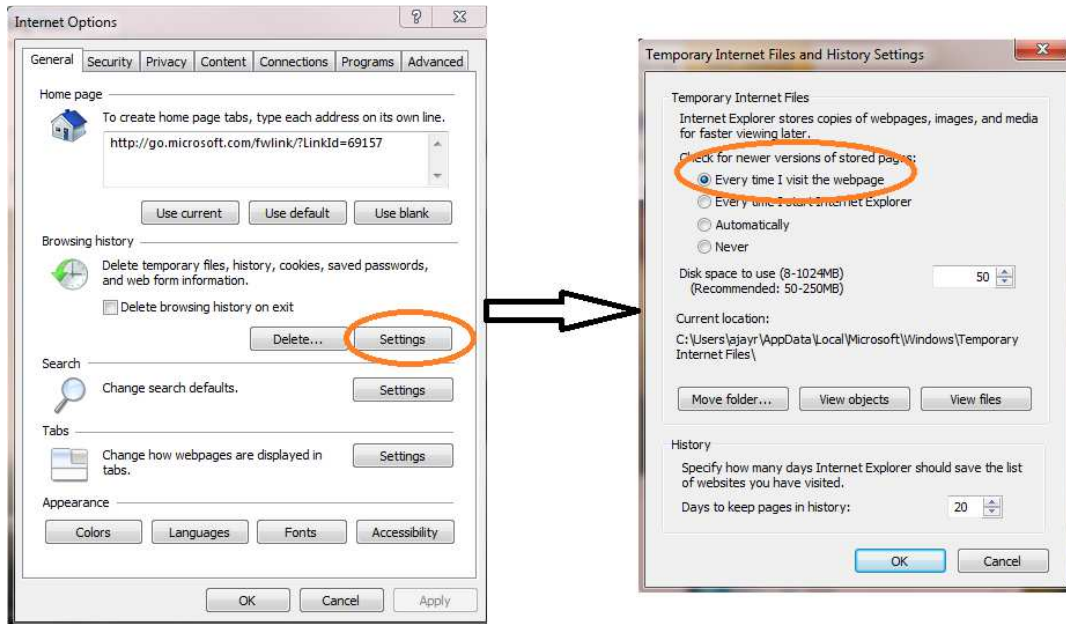 Internet Options
General Security Privacy Content Connections Programs Advanced
Home page
To create home page tabs, type each address on its own line.
http://go.microsoft.com/fwlink/?LinkId=69157
Use current Use default Use blank
Browsing history
Delete temporary files, history, cookies, saved passwords,
and web form information.
Delete browsing history on exit
Delete... Settings
Search
Change search defaults. Settings
Tabs
Change how webpages are displayed in Settings
tabs.
Appearance
Colors Languages Fonts Accessibility
OK Cancel Apply
Temporary Internet Files and History Settings
Temporary Internet Files
Internet Explorer stores copies of webpages, images, and media
for faster viewing later.
Check for newer versions of stored pages:
Every time I visit the webpage
Every time I start Internet Explorer
Automatically
Never
Disk space to use (8-1024MB) 50
(Recommended: 50-250MB)
Current location:
C:\Users\ajayr\AppData\Local\Microsoft\Windows\Temporary
Internet Files\
Move folder... View objects View files
History
Specify how many days Internet Explorer should save the list
of websites you have visited.
Days to keep pages in history: 20
OK Cancel